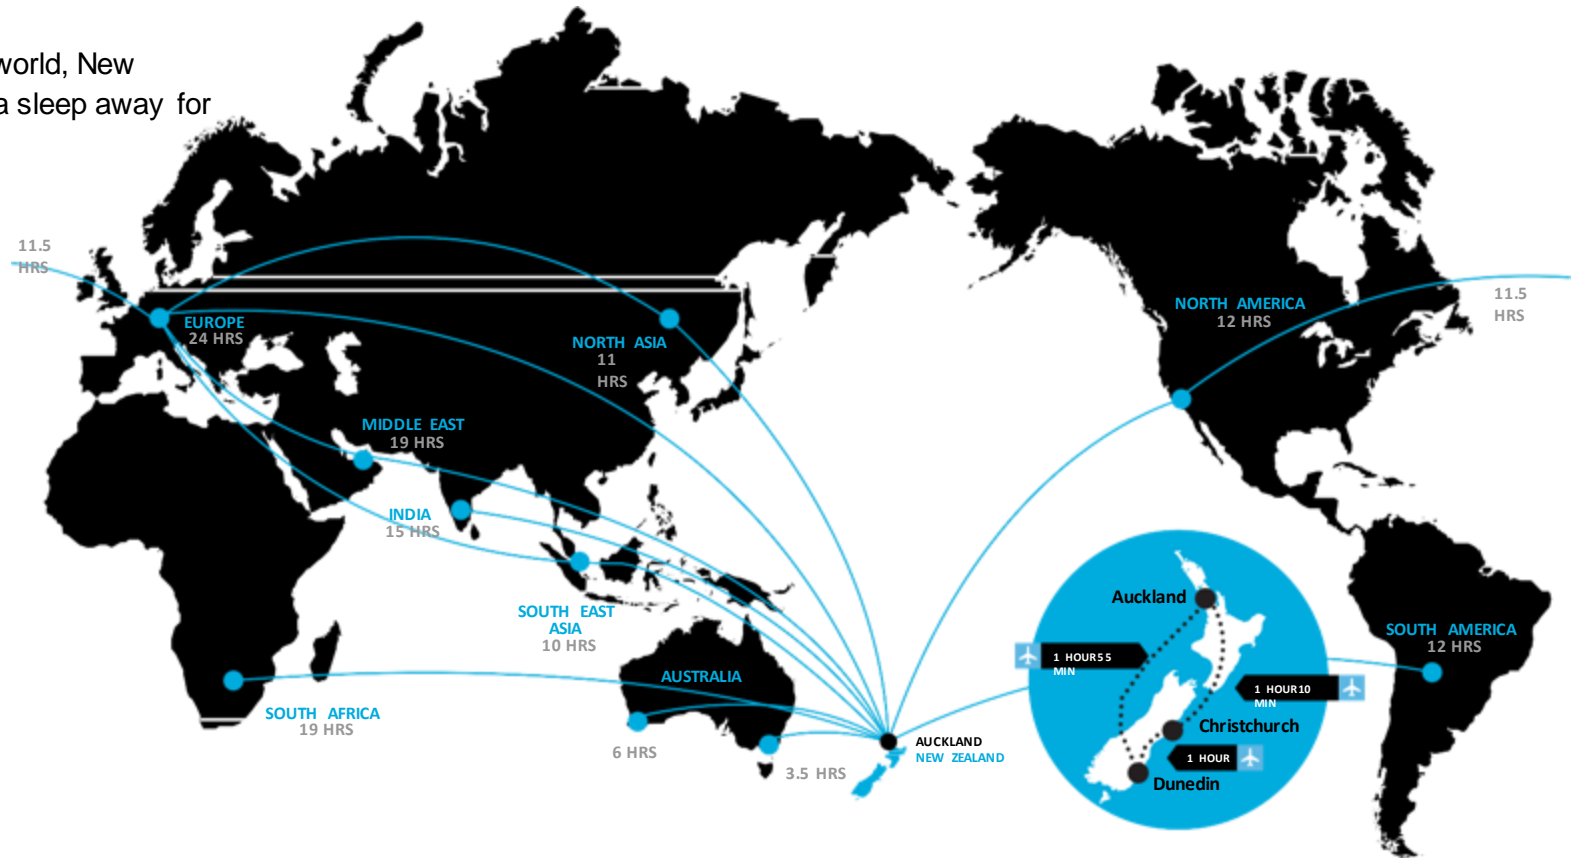 world, New
a sleep away for
11.5
HRS
EUROPE
24 HRS
NORTH ASIA
11
HRS
NORTH AMERICA
12 HRS
11.5
HRS
MIDDLE EAST
19 HRS
INDIA
15 HRS
SOUTH EAST
ASIA
10 HRS
AUSTRALIA
SOUTH AFRICA
19 HRS
6 HRS
3.5 HRS
AUCKLAND
NEW ZEALAND
Auckland
1 HOUR55
MIN
1 HOUR10
MIN
Christchurch
1 HOUR
Dunedin
SOUTH AMERICA
12 HRS